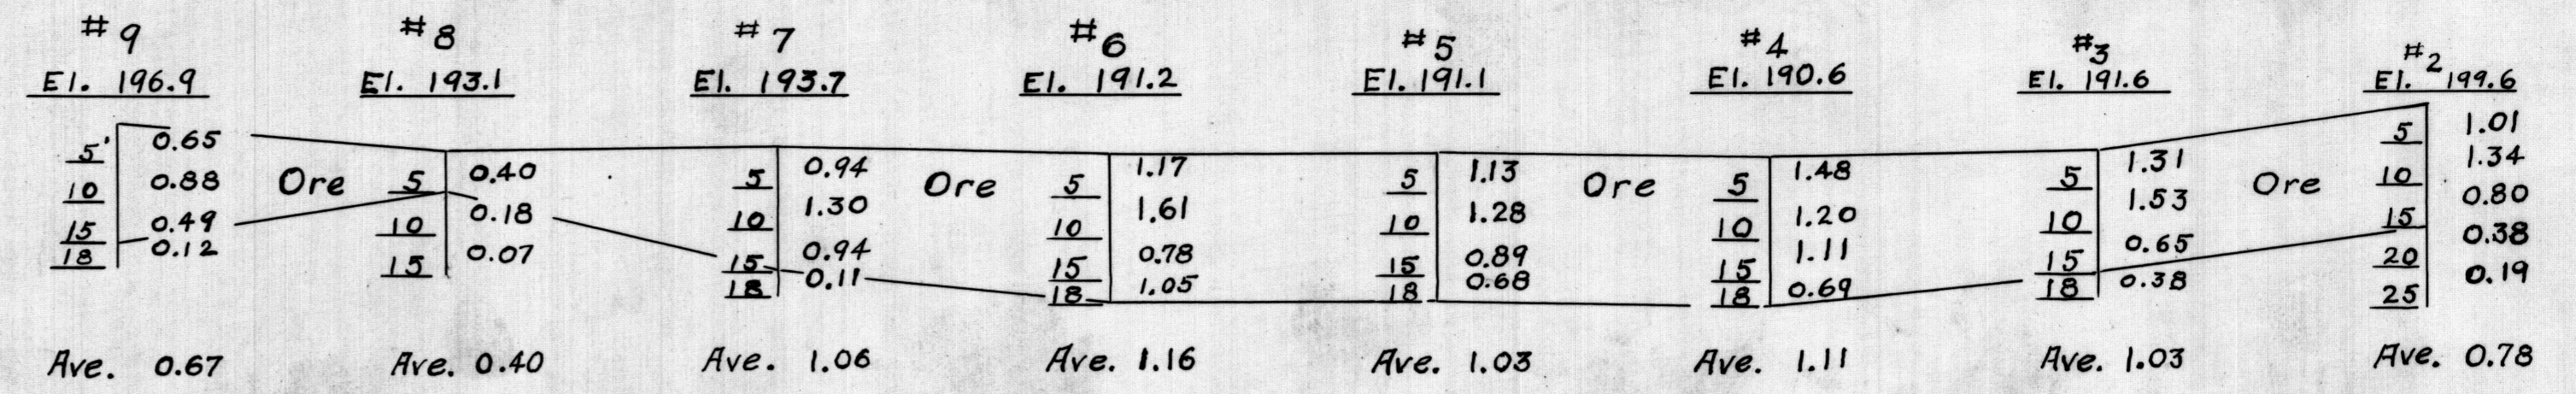 #9
El. 196.9
5' 0.65
10 0.88
15 0.49
18 0.12
Ave. 0.67
Ore
#8
El. 193.1
5 0.40
10 0.18
15 0.07
Ave. 0.40
#7
El. 193.7
5 0.94
10 1.30
15 0.94
18 0.11
Ave. 1.06
Ore
#6
El. 191.2
5 1.17
10 1.61
15 0.78
18 1.05
Ave. 1.16
#5
El. 191.1
5 1.13
10 1.28
15 0.89
18 0.68
Ave. 1.03
Ore
#4
El. 190.6
5 1.48
10 1.20
15 1.11
18 0.69
Ave. 1.11
#3
El. 191.6
5 1.31
10 1.53
15 0.65
18 0.38
Ave. 1.03
Ore
#2
El. 199.6
5 1.01
10 1.34
15 0.80
20 0.38
25 0.19
Ave. 0.78